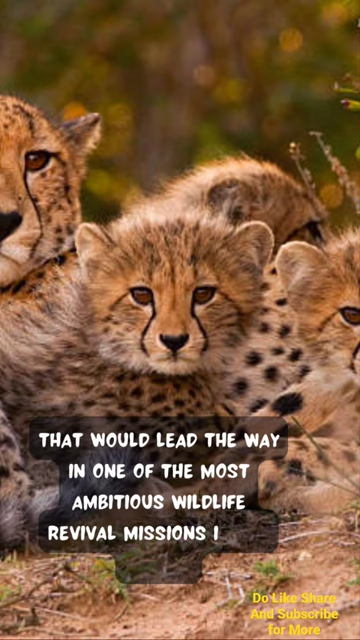 THAT WOULD LEAD THE WAY
IN ONE OF THE MOST
AMBITIOUS WILDLIFE
REVIVAL MISSIONS I
Do Like Share
And Subscribe
for More